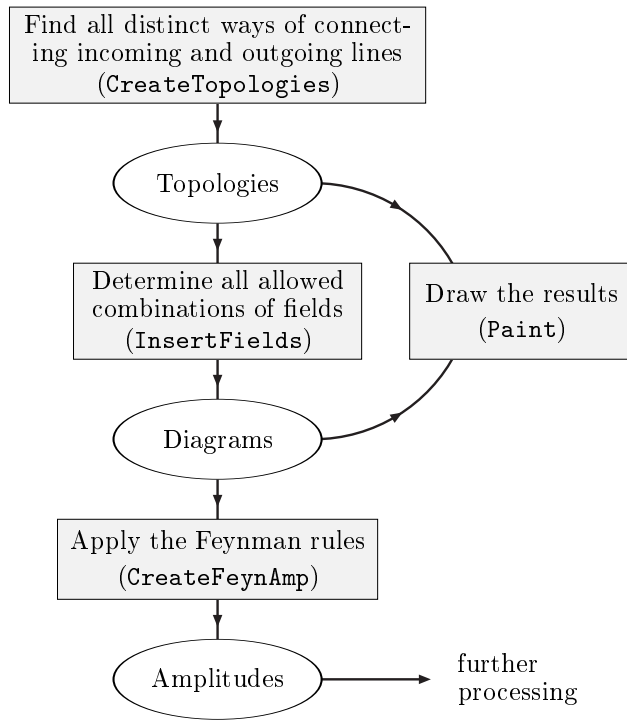 Find all distinct ways of connect-
ing incoming and outgoing lines
(CreateTopologies)
Topologies
Determine all allowed
combinations of fields
(InsertFields)
Draw the results
(Paint)
Diagrams
Apply the Feynman rules
(CreateFeynAmp)
Amplitudes
further
processing